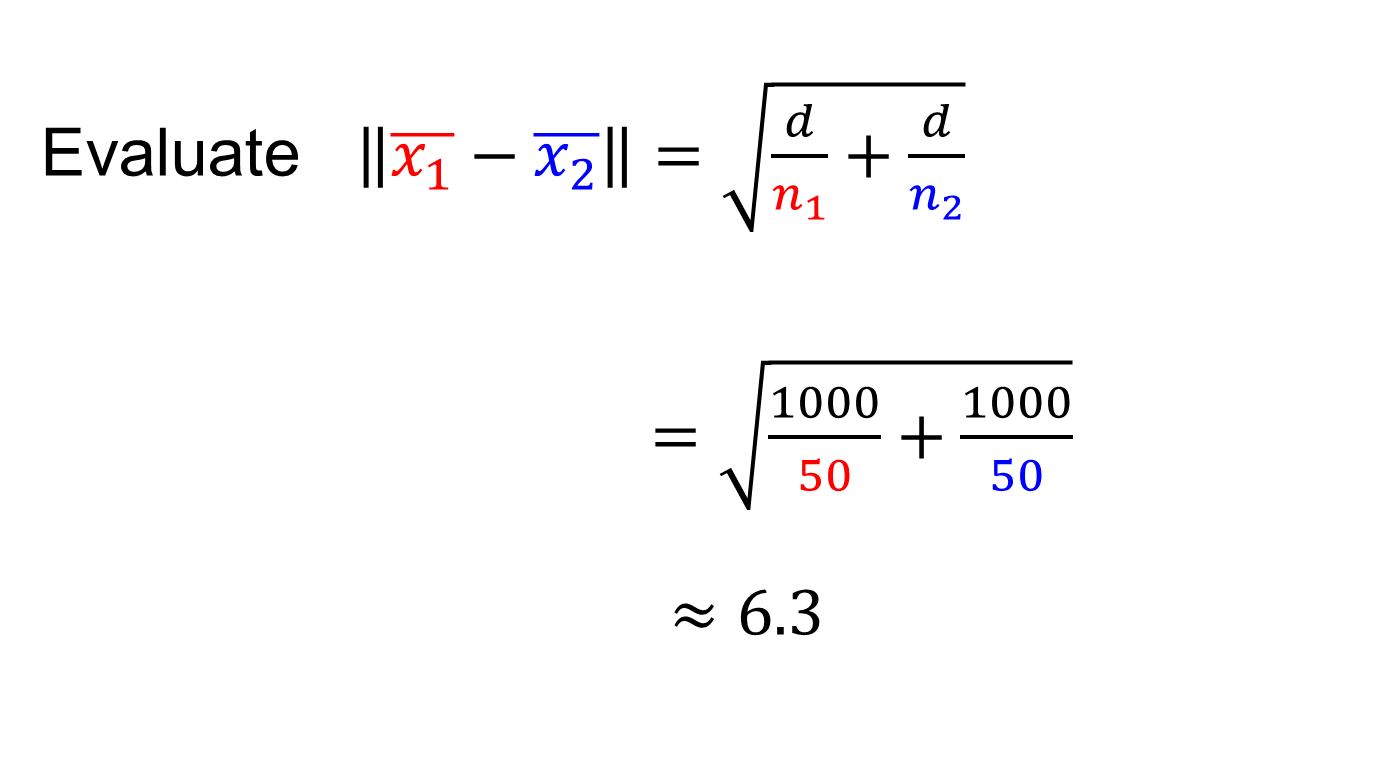 Evaluate ‖x̅₁ − x̅₂‖ = √(d/n₁ + d/n₂)
= √(1000/50 + 1000/50)
≈ 6.3